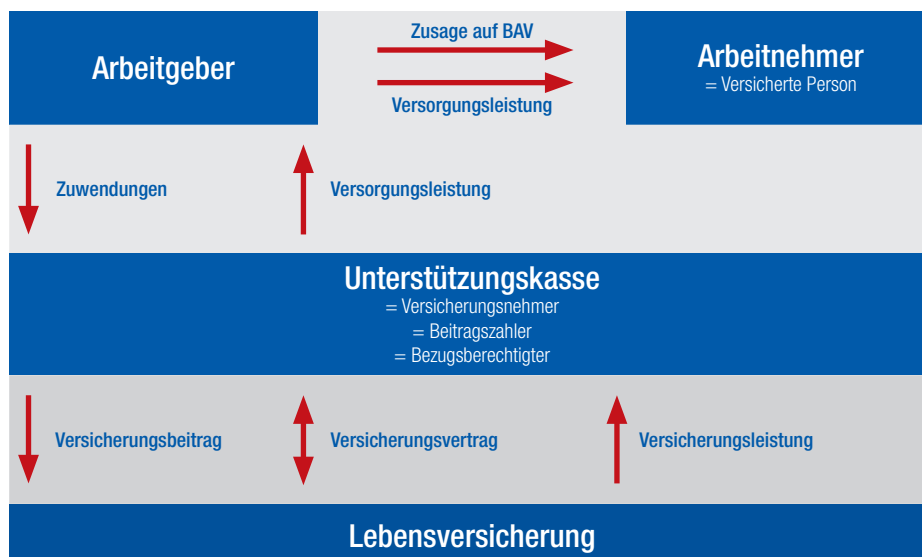 Arbeitgeber
Zusage auf BAV
Versorgungsleistung
Arbeitnehmer
= Versicherte Person
Zuwendungen
Versorgungsleistung
Unterstützungskasse
= Versicherungsnehmer
= Beitragszahler
= Bezugsberechtigter
Versicherungsbeitrag
Versicherungsvertrag
Versicherungsleistung
Lebensversicherung